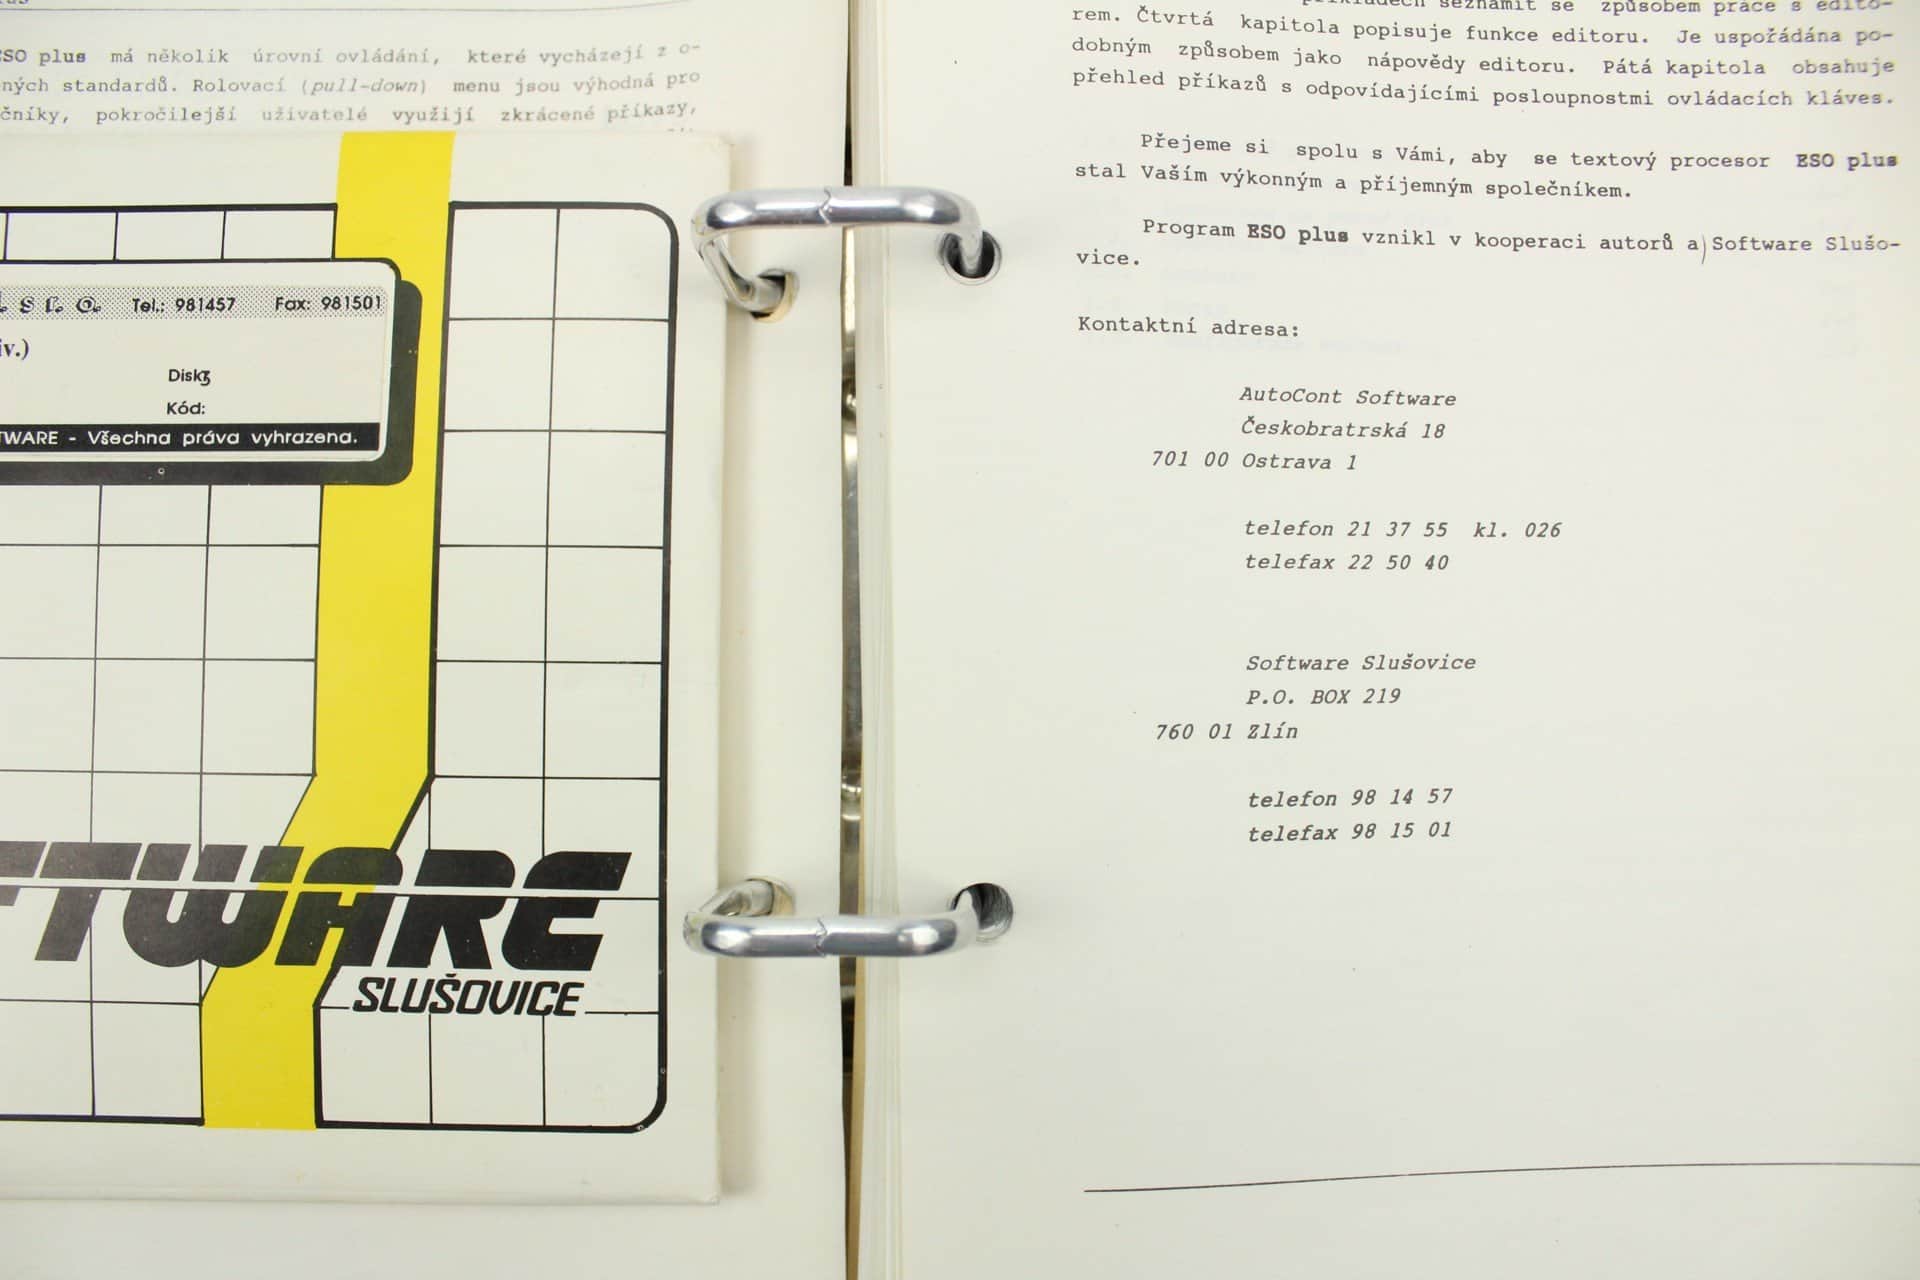 ESO plus má několik úrovní ovládání, které vycházejí z o-
ných standardů. Rolovací (pull-down) menu jsou výhodná pro
čníky, pokročilejší uživatelé využijí zkrácené příkazy,
s r. o. Tel.: 981457 Fax: 981501
iv.)
Disk
Kód:
TWARE - Všechna práva vyhrazena.
FTWARE
SLUŠOVICE
seznámit se způsobem práce s edito-
rem. Čtvrtá kapitola popisuje funkce editoru. Je uspořádána po-
dobným způsobem jako nápovědy editoru. Pátá kapitola obsahuje
přehled příkazů s odpovídajícími posloupnostmi ovládacích kláves.
Přejeme si spolu s Vámi, aby se textový procesor ESO plus
stal Vaším výkonným a příjemným společníkem.
Program ESO plus vznikl v kooperaci autorů a Software Slušo-
vice.
Kontaktní adresa:
AutoCont Software
Českobratrská 18
701 00 Ostrava 1
telefon 21 37 55 kl. 026
telefax 22 50 40
Software Slušovice
P.O. BOX 219
760 01 Zlín
telefon 98 14 57
telefax 98 15 01